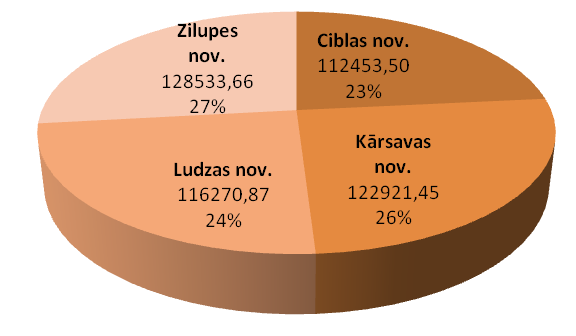 Zilupes
nov.
128533,66
27%
Ciblas nov.
112453,50
23%
Kārsavas
nov.
122921,45
26%
Ludzas nov.
116270,87
24%